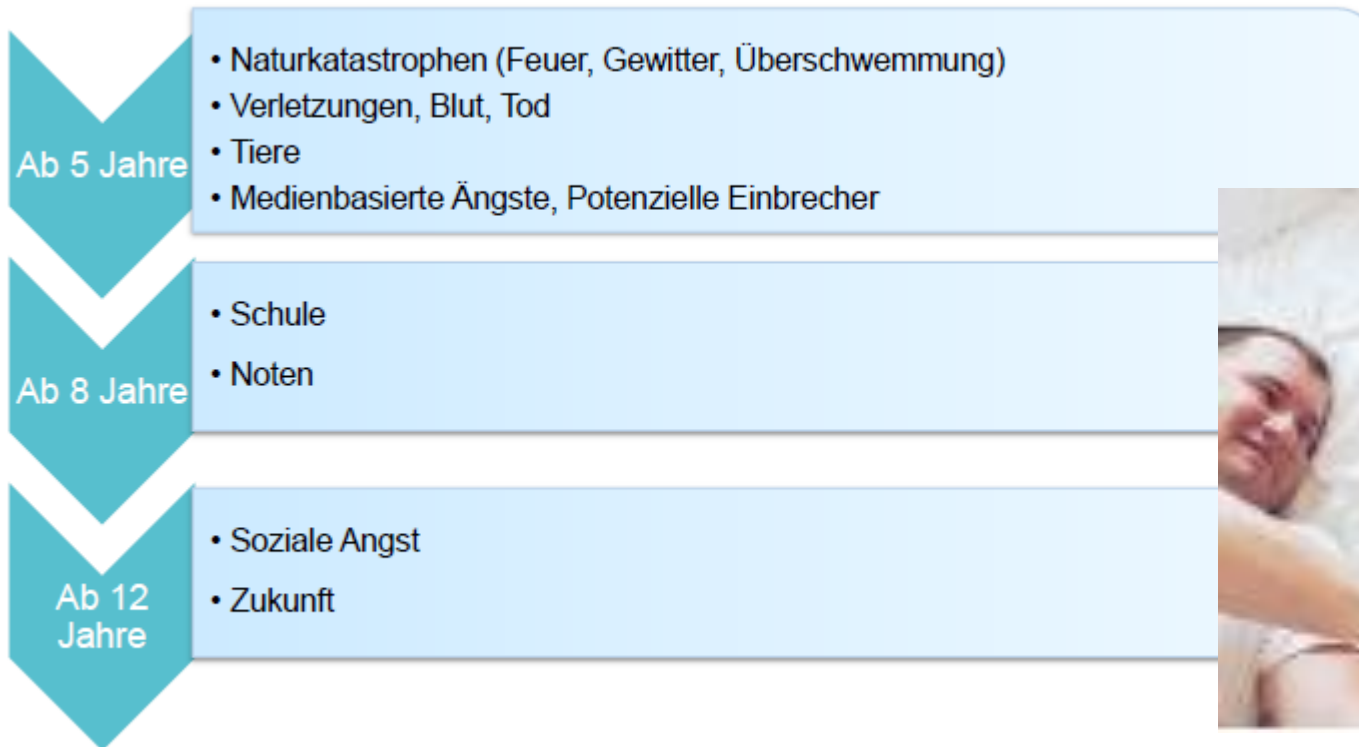 Ab 5 Jahre
• Naturkatastrophen (Feuer, Gewitter, Überschwemmung)
• Verletzungen, Blut, Tod
• Tiere
• Medienbasierte Ängste, Potenzielle Einbrecher
Ab 8 Jahre
• Schule
• Noten
Ab 12
Jahre
• Soziale Angst
• Zukunft